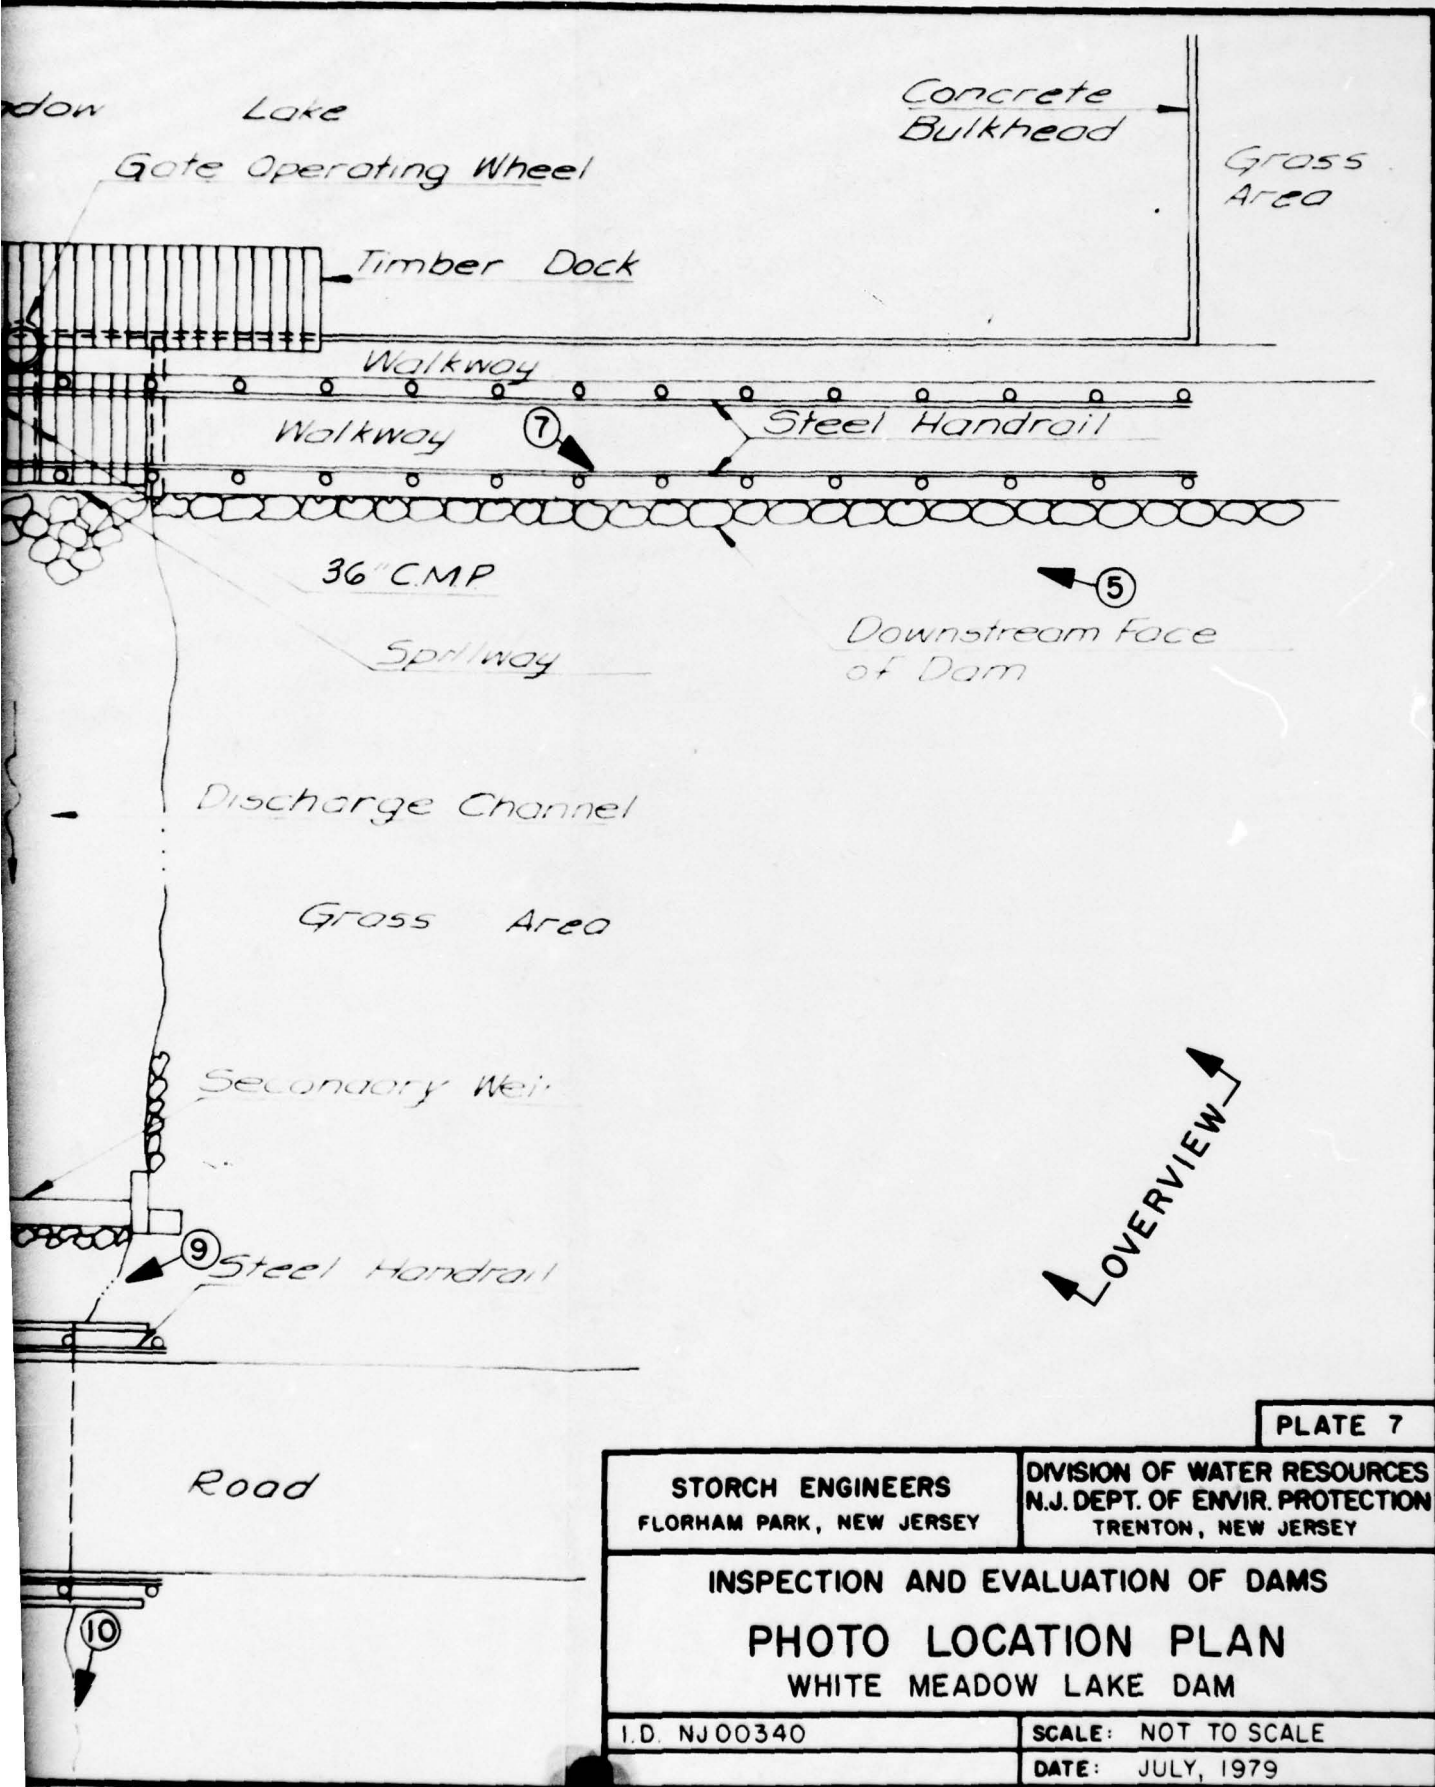 Lake
Concrete
Bulkhead
Gate Operating Wheel
Grass
Area
Timber Dock
Walkway
Steel Handrail
Walkway
7
36" C.M.P.
5
Downstream Face
of Dam
Spillway
Discharge Channel
Grass Area
Secondary Weir
OVERVIEW
9
Steel Handrail
PLATE 7
Road
STORCH ENGINEERS
FLORHAM PARK, NEW JERSEY
DIVISION OF WATER RESOURCES
N.J. DEPT. OF ENVIR. PROTECTION
TRENTON, NEW JERSEY
INSPECTION AND EVALUATION OF DAMS
10
PHOTO LOCATION PLAN
WHITE MEADOW LAKE DAM
I.D. NJ00340
SCALE: NOT TO SCALE
DATE: JULY, 1979